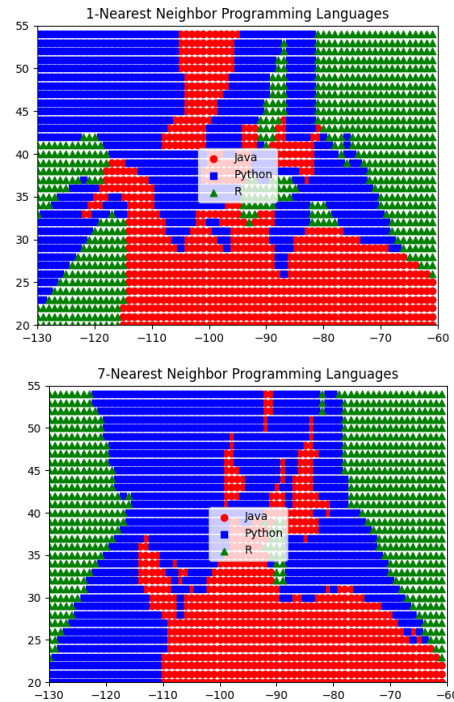 1-Nearest Neighbor Programming Languages
55
50
45
40
35
30
25
20
Java
Python
R
−130 −120 −110 −100 −90 −80 −70 −60
7-Nearest Neighbor Programming Languages
55
50
45
40
35
30
25
20
Java
Python
R
−130 −120 −110 −100 −90 −80 −70 −60